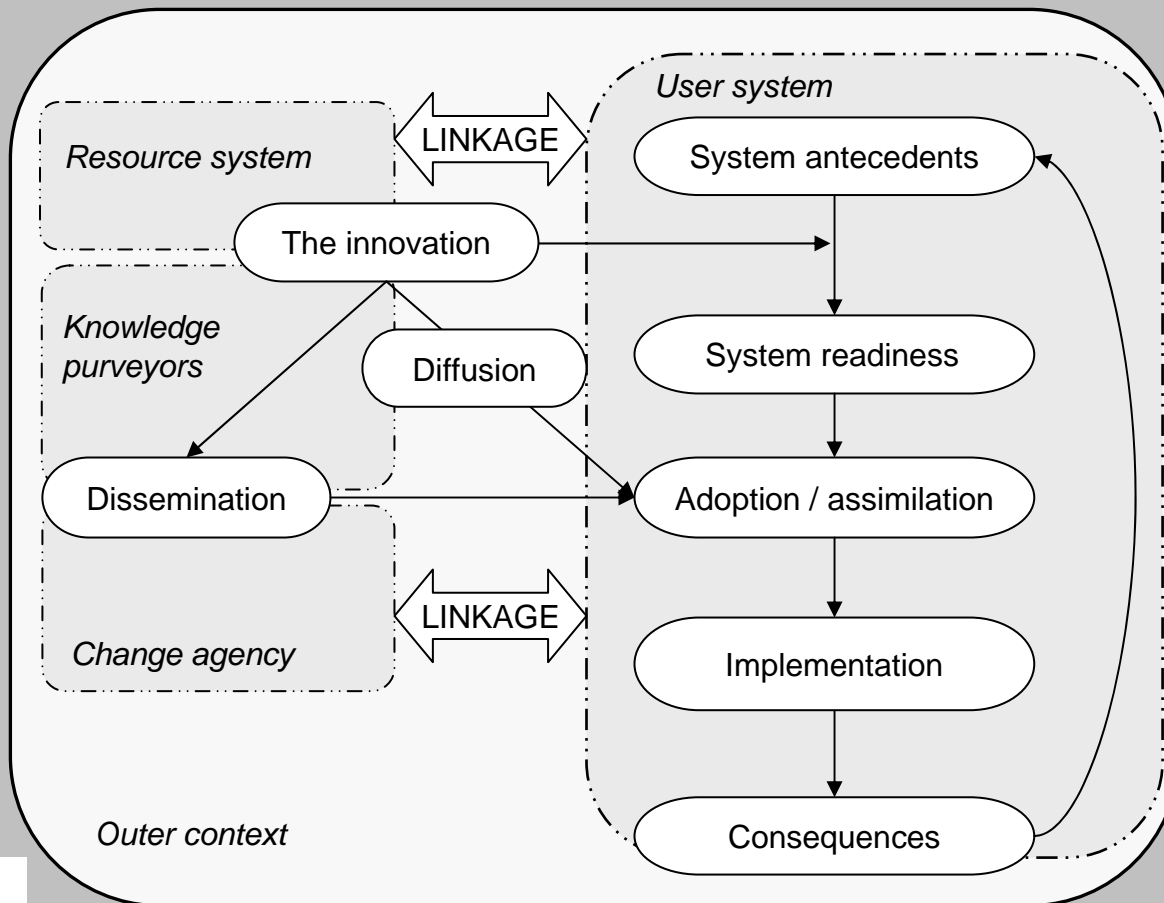 User system
LINKAGE
System antecedents
Resource system
The innovation
Knowledge
purveyors
System readiness
Diffusion
Dissemination
Adoption / assimilation
LINKAGE
Change agency
Implementation
Outer context
Consequences